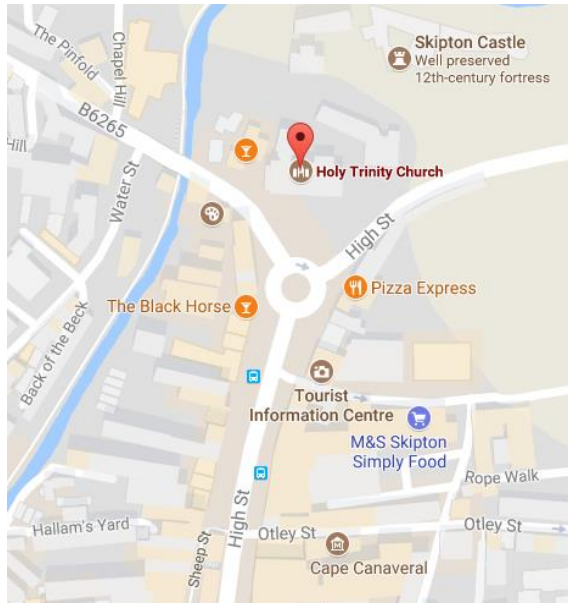 Skipton Castle
Well preserved
12th-century fortress
The Pinfold
Chapel Hill
B6265
Hill
Water St
Holy Trinity Church
High St
Pizza Express
The Black Horse
Back of the Beck
Tourist
Information Centre
M&S Skipton
Simply Food
Rope Walk
Hallam's Yard
Sheep St
High St
Otley St
Otley St
Cape Canaveral